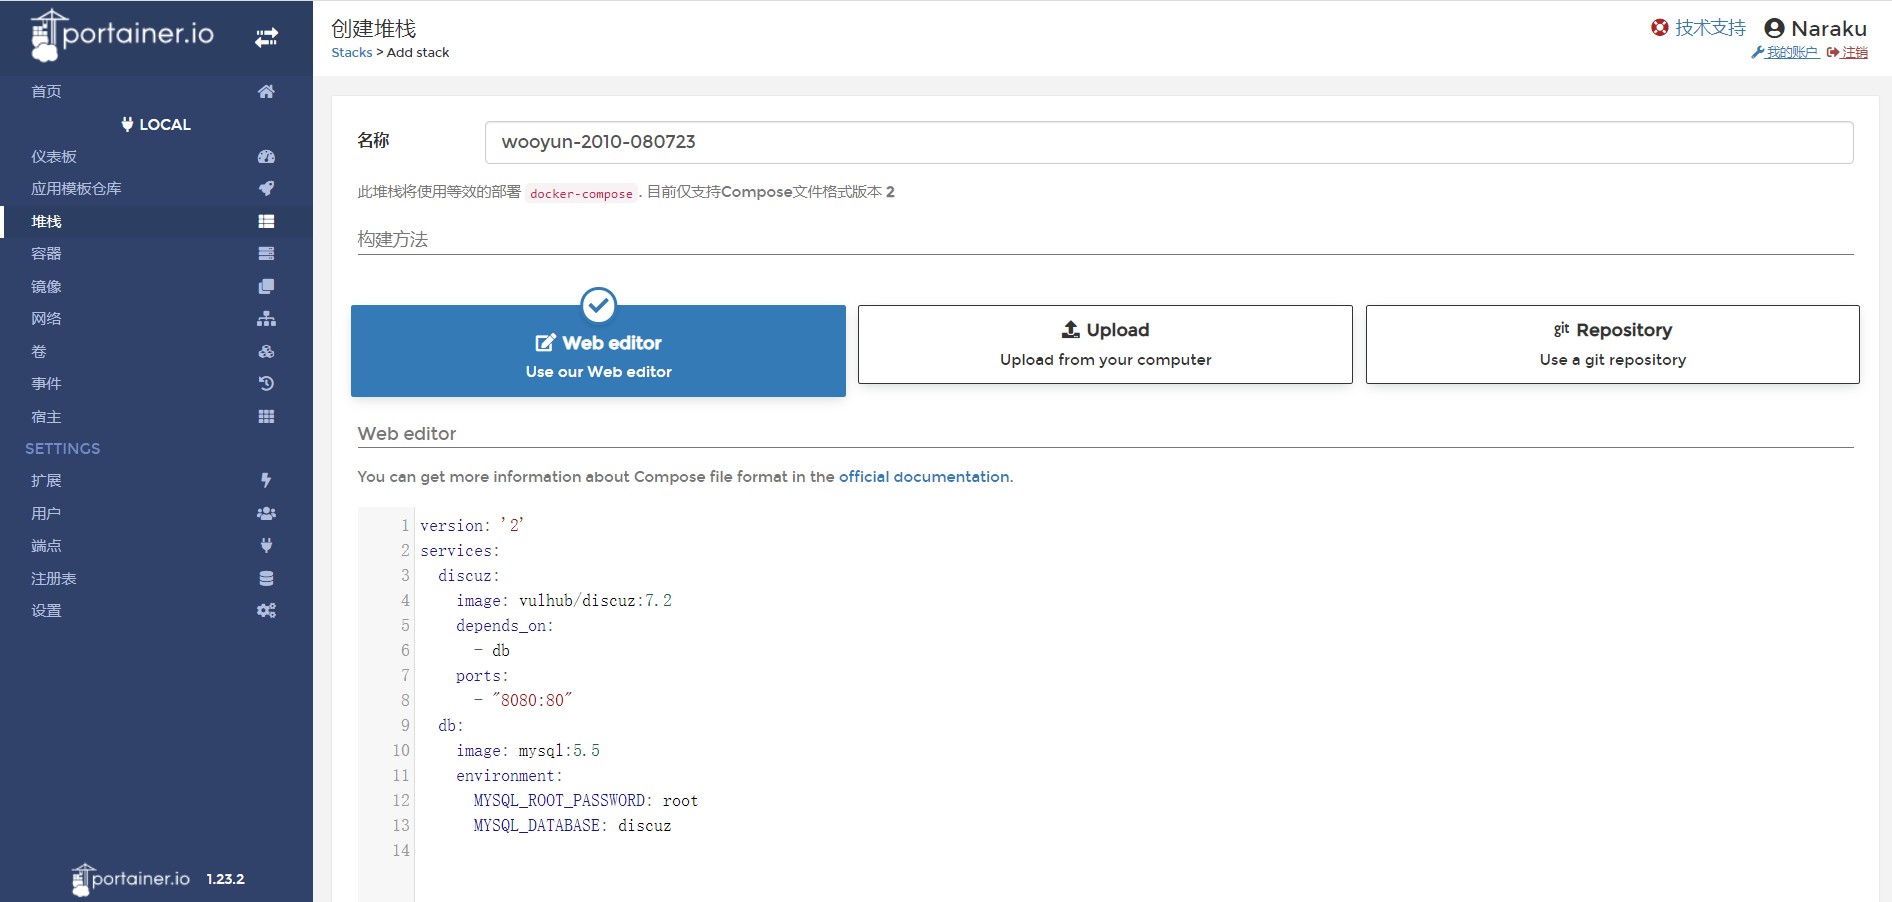 portainer.io
首页
LOCAL
仪表板
应用模板仓库
堆栈
容器
镜像
网络
卷
事件
宿主
SETTINGS
扩展
用户
端点
注册表
设置
portainer.io 1.23.2
创建堆栈
Stacks > Add stack
技术支持 Naraku
我的账户 注销
名称 wooyun-2010-080723
此堆栈将使用等效的部署 docker-compose . 目前仅支持Compose文件格式版本 2
构建方法
Web editor
Use our Web editor
Upload
Upload from your computer
git Repository
Use a git repository
Web editor
You can get more information about Compose file format in the official documentation.
1 version: '2'
2 services:
3 discuz:
4 image: vulhub/discuz:7.2
5 depends_on:
6 - db
7 ports:
8 - "8080:80"
9 db:
10 image: mysql:5.5
11 environment:
12 MYSQL_ROOT_PASSWORD: root
13 MYSQL_DATABASE: discuz
14